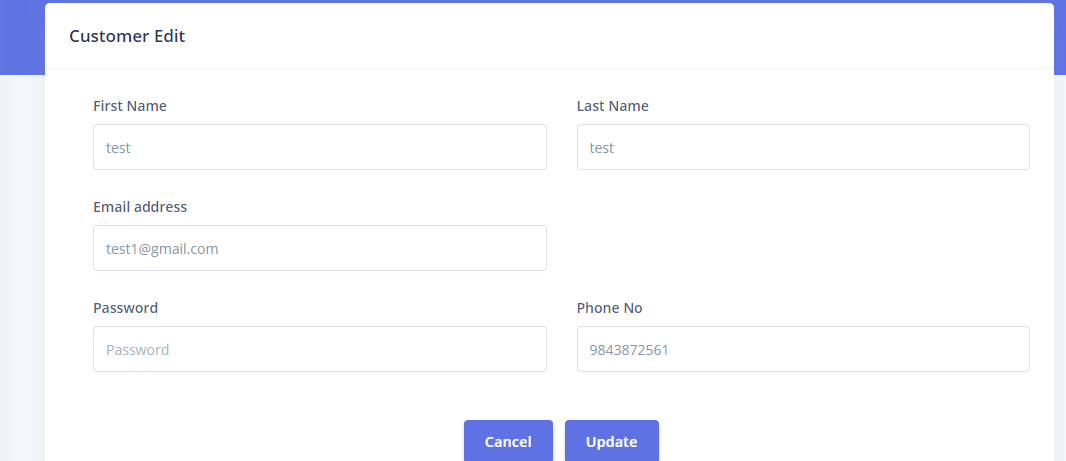 Customer Edit
First Name Last Name
test test
Email address
test1@gmail.com
Password Phone No
Password 9843872561
Cancel Update